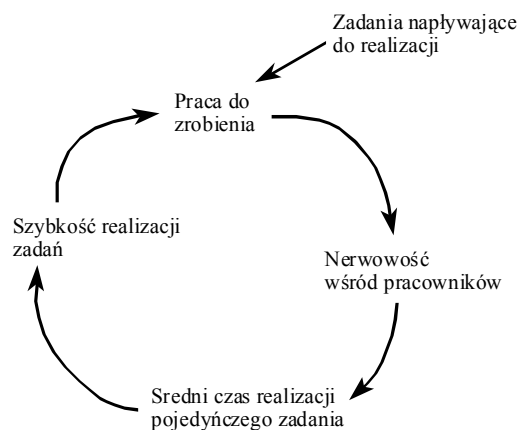 Zadania napływające
do realizacji
Praca do
zrobienia
Nerwowość
wśród pracowników
Sredni czas realizacji
pojedyńczego zadania
Szybkość realizacji
zadań